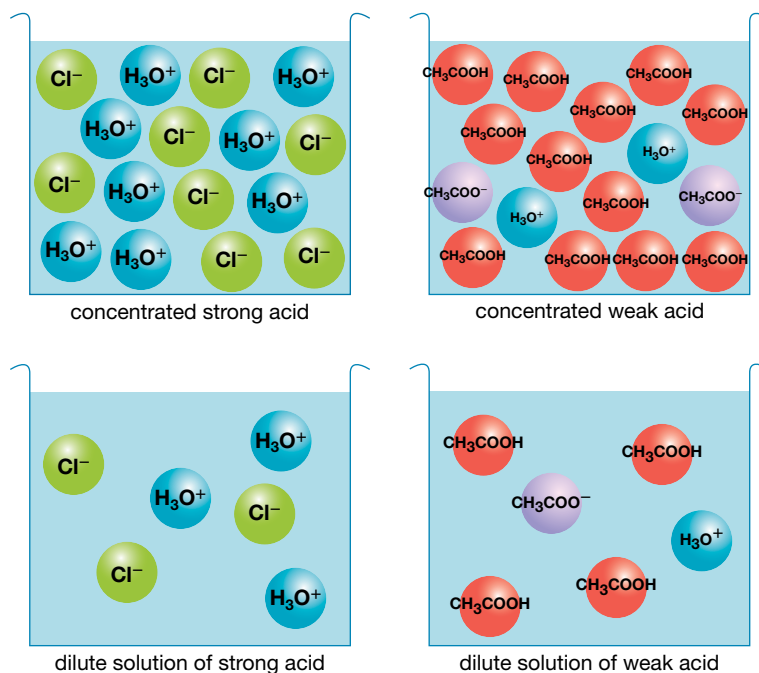 Cl⁻ H₃O⁺ Cl⁻ H₃O⁺
H₃O⁺ Cl⁻ H₃O⁺ Cl⁻
Cl⁻ H₃O⁺ Cl⁻ H₃O⁺
H₃O⁺ H₃O⁺ Cl⁻ Cl⁻
concentrated strong acid
CH₃COOH CH₃COOH CH₃COOH
CH₃COOH CH₃COOH CH₃COOH
CH₃COOH H₃O⁺
CH₃COO⁻ H₃O⁺ CH₃COOH CH₃COO⁻
CH₃COOH CH₃COOH CH₃COOH CH₃COOH
concentrated weak acid
H₃O⁺
Cl⁻ H₃O⁺ Cl⁻
Cl⁻ H₃O⁺
dilute solution of strong acid
CH₃COOH CH₃COOH
CH₃COO⁻ H₃O⁺
CH₃COOH CH₃COOH
dilute solution of weak acid